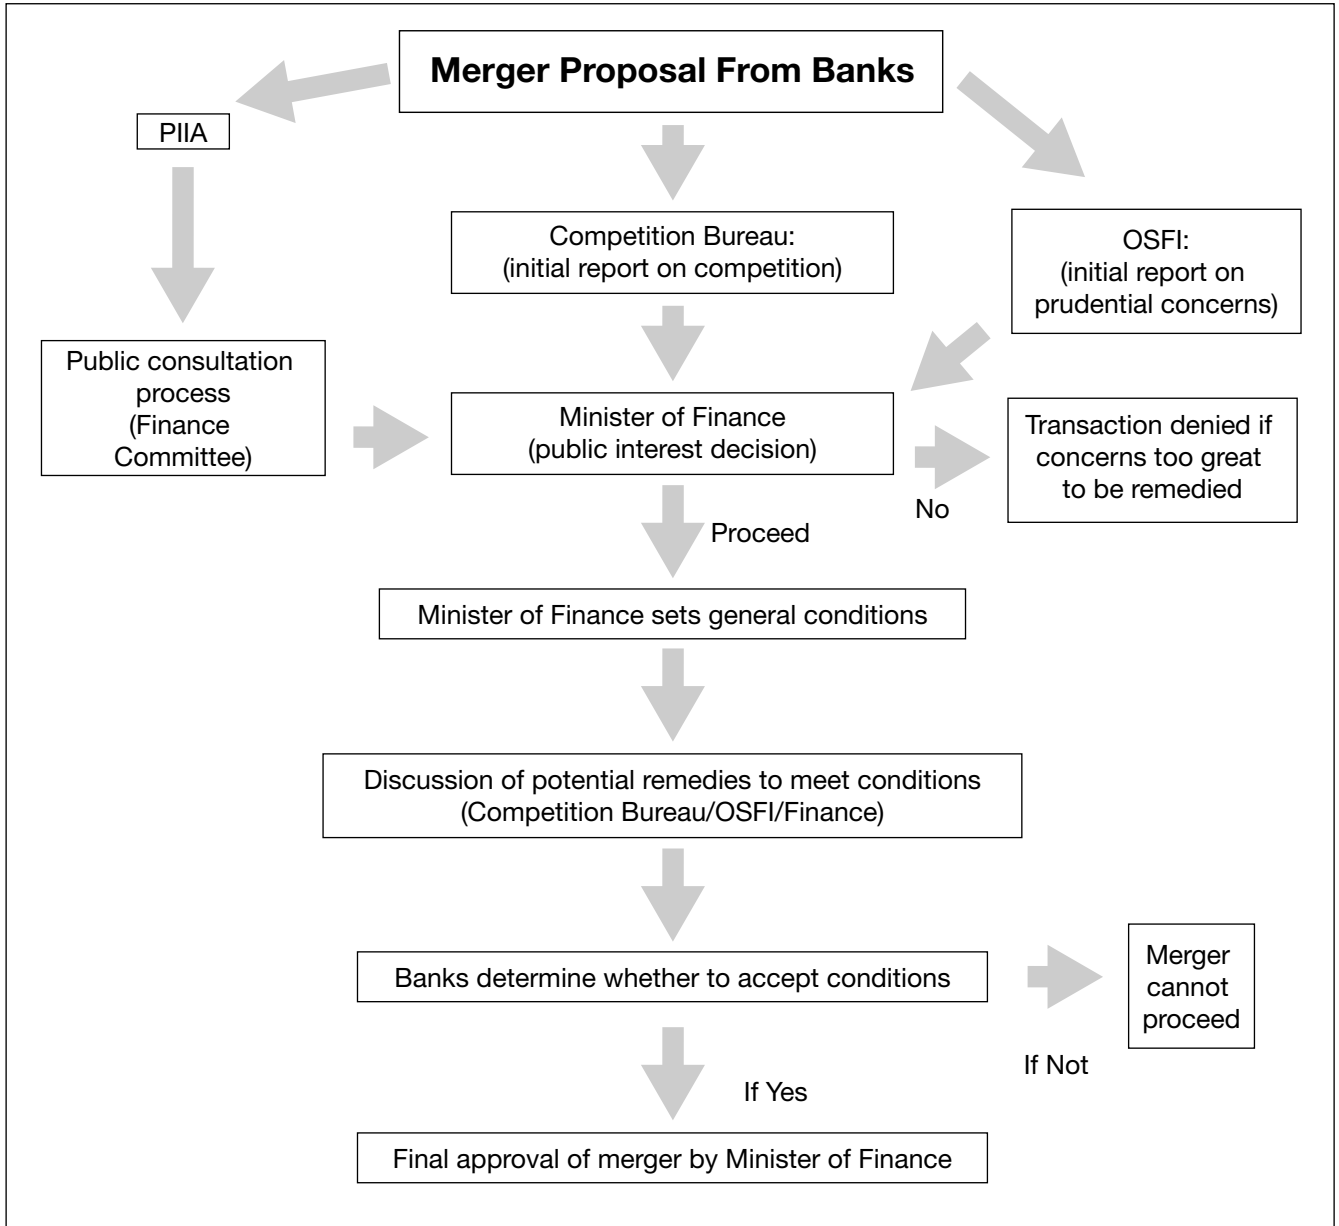 Merger Proposal From Banks
PIIA
Competition Bureau:
(initial report on competition)
OSFI:
(initial report on
prudential concerns)
Public consultation
process
(Finance
Committee)
Minister of Finance
(public interest decision)
Transaction denied if
concerns too great
to be remedied
No
Proceed
Minister of Finance sets general conditions
Discussion of potential remedies to meet conditions
(Competition Bureau/OSFI/Finance)
Banks determine whether to accept conditions
Merger
cannot
proceed
If Not
If Yes
Final approval of merger by Minister of Finance